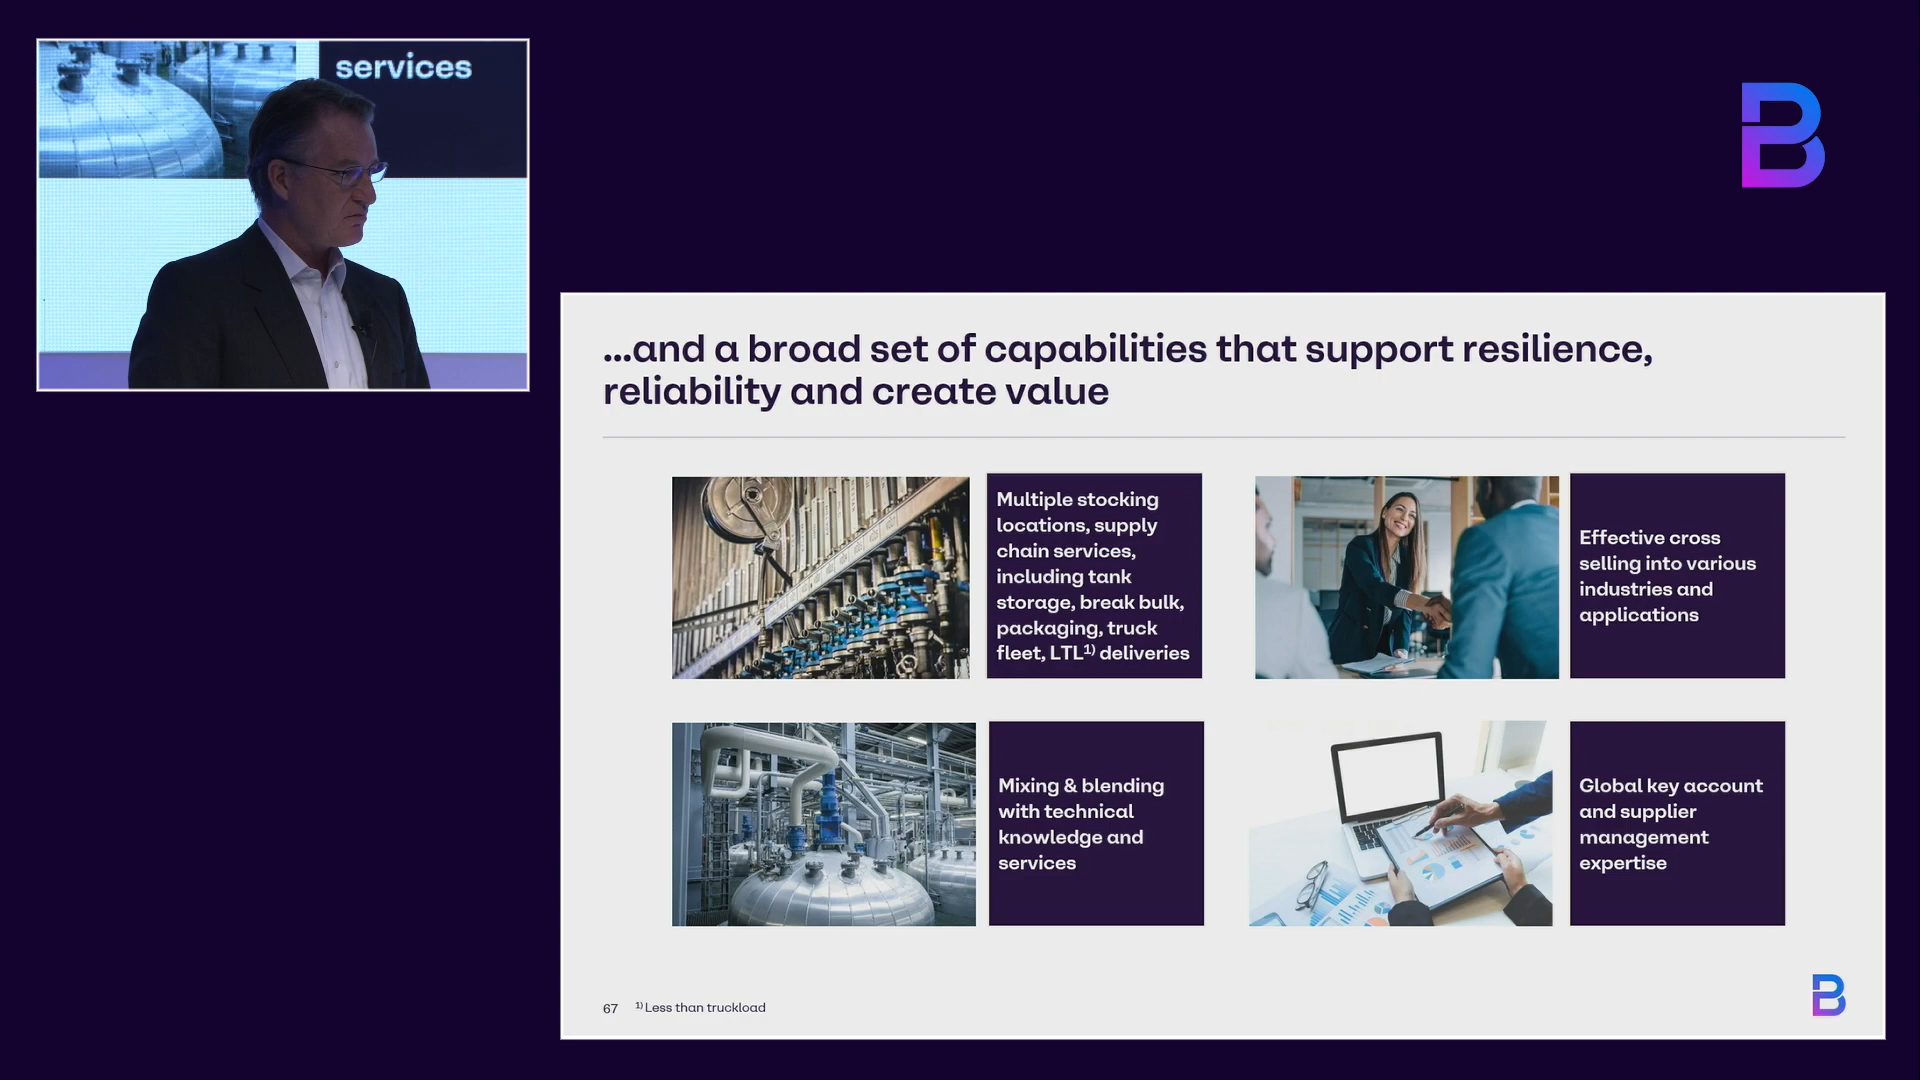 services
...and a broad set of capabilities that support resilience,
reliability and create value
Multiple stocking
locations, supply
chain services,
including tank
storage, break bulk,
packaging, truck
fleet, LTL¹⁾ deliveries
Effective cross
selling into various
industries and
applications
Mixing & blending
with technical
knowledge and
services
Global key account
and supplier
management
expertise
67 ¹⁾ Less than truckload